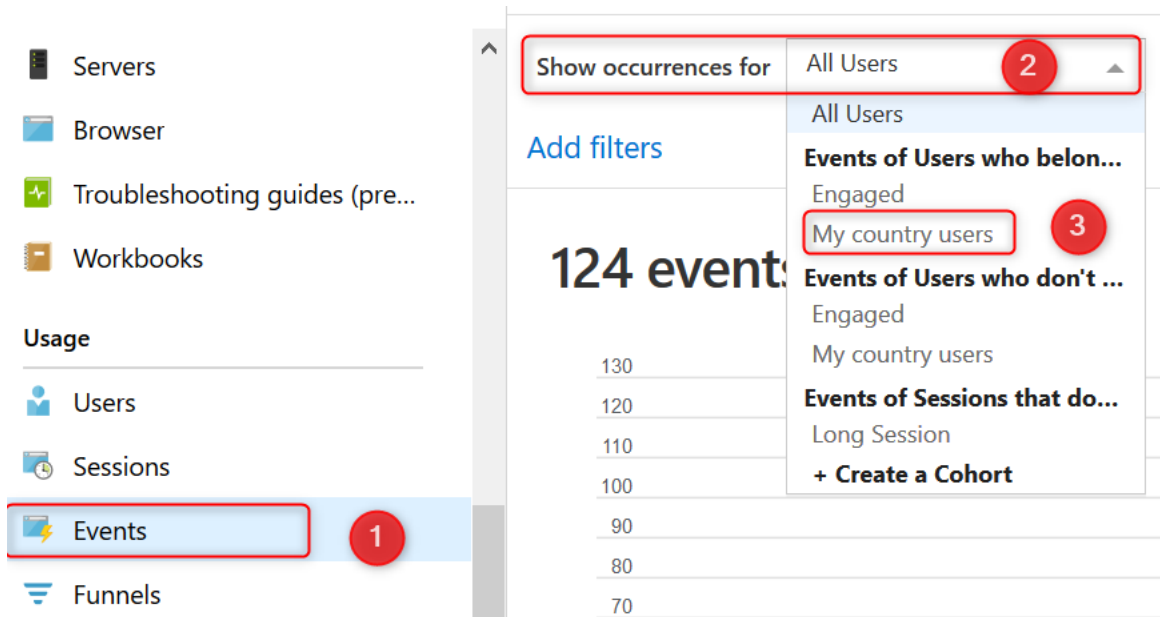 Servers
Browser
Troubleshooting guides (pre...
Workbooks
Usage
Users
Sessions
Events
1
Funnels
Show occurrences for
All Users
2
All Users
Add filters
Events of Users who belon...
Engaged
My country users
3
Events of Users who don't ...
Engaged
My country users
Events of Sessions that do...
Long Session
+ Create a Cohort
124 events
130
120
110
100
90
80
70